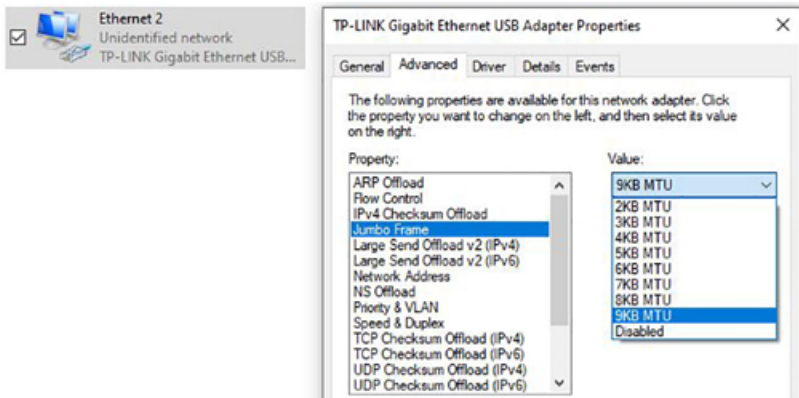 Ethernet 2
Unidentified network
TP-LINK Gigabit Ethernet USB...
TP-LINK Gigabit Ethernet USB Adapter Properties
General
Advanced
Driver
Details
Events
The following properties are available for this network adapter. Click
the property you want to change on the left, and then select its value
on the right.
Property:
ARP Offload
Flow Control
IPv4 Checksum Offload
Jumbo Frame
Large Send Offload v2 (IPv4)
Large Send Offload v2 (IPv6)
Network Address
NS Offload
Priority & VLAN
Speed & Duplex
TCP Checksum Offload (IPv4)
TCP Checksum Offload (IPv6)
UDP Checksum Offload (IPv4)
UDP Checksum Offload (IPv6)
Value:
9KB MTU
2KB MTU
3KB MTU
4KB MTU
5KB MTU
6KB MTU
7KB MTU
8KB MTU
9KB MTU
Disabled